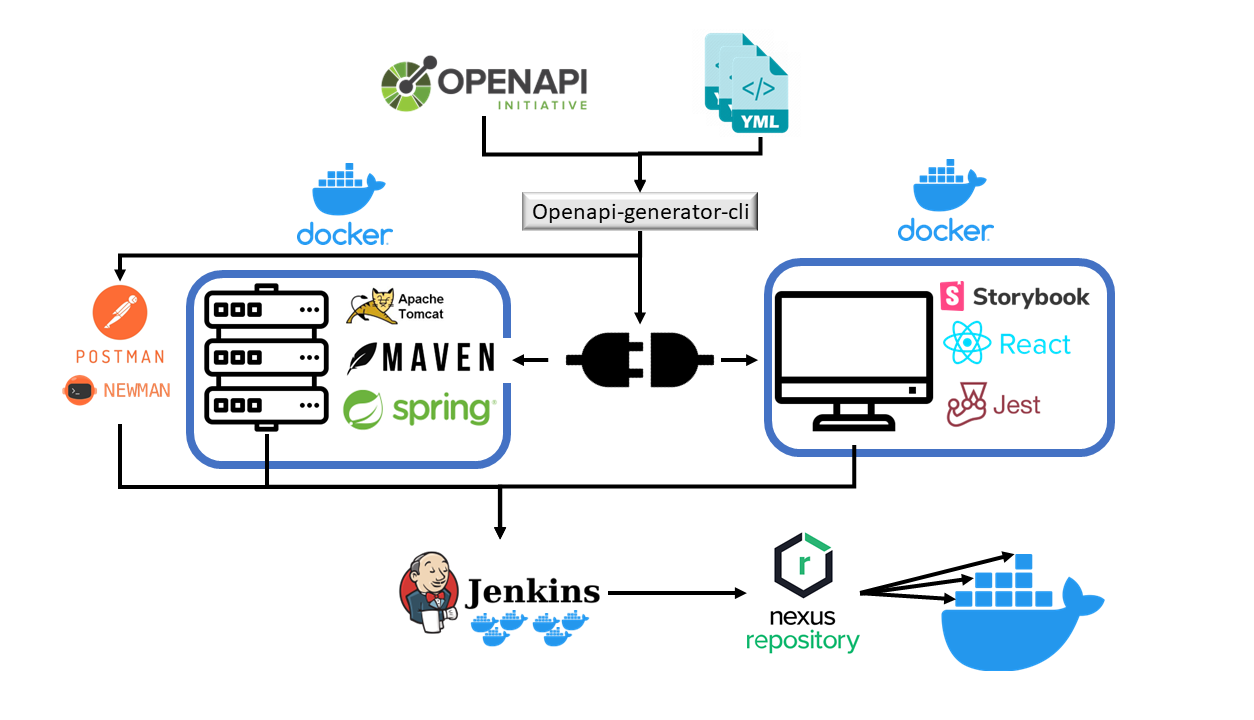 OPENAPI
INITIATIVE
</>
YML
docker
Openapi-generator-cli
docker
POSTMAN
NEWMAN
Apache
Tomcat
MAVEN
spring
Storybook
React
Jest
Jenkins
r
nexus
repository